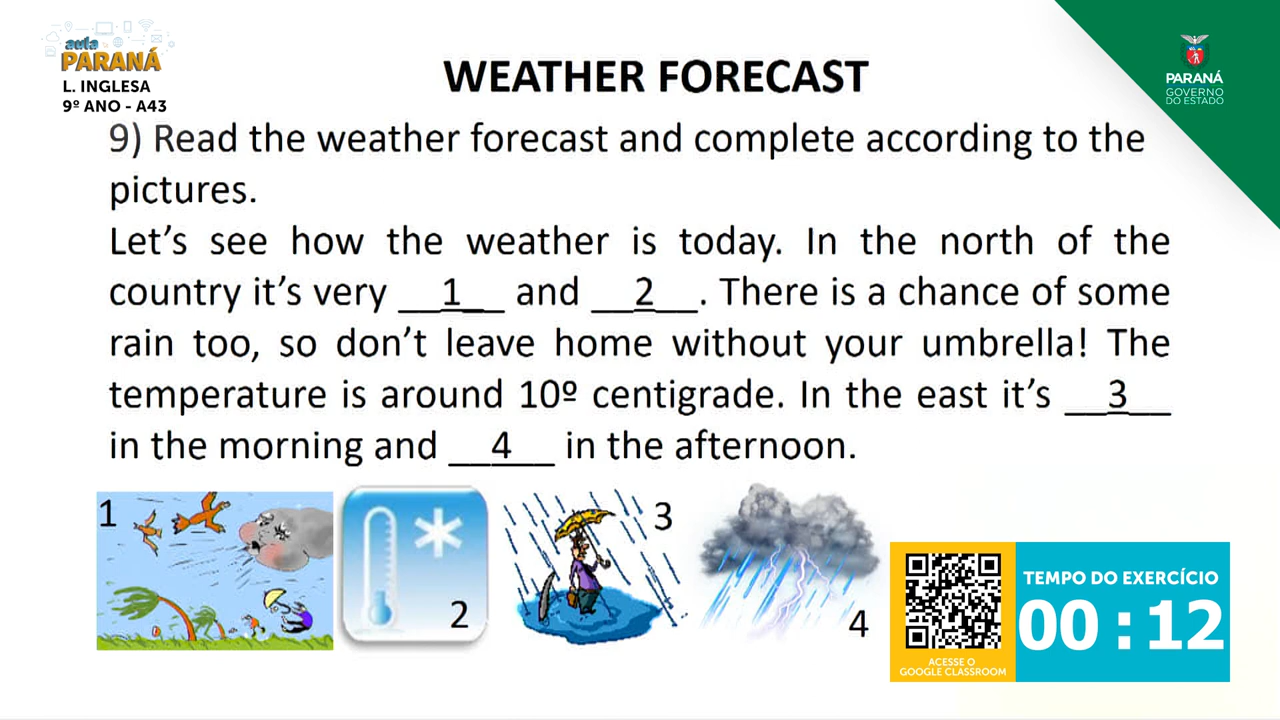 aula
PARANÁ
L. INGLESA
9º ANO - A43
WEATHER FORECAST
PARANÁ
GOVERNO
DO ESTADO
9) Read the weather forecast and complete according to the
pictures.
Let’s see how the weather is today. In the north of the
country it’s very __1__ and __2__. There is a chance of some
rain too, so don’t leave home without your umbrella! The
temperature is around 10º centigrade. In the east it’s __3__
in the morning and __4__ in the afternoon.
1
2
3
4
TEMPO DO EXERCÍCIO
00 : 12
ACESSE O
GOOGLE CLASSROOM